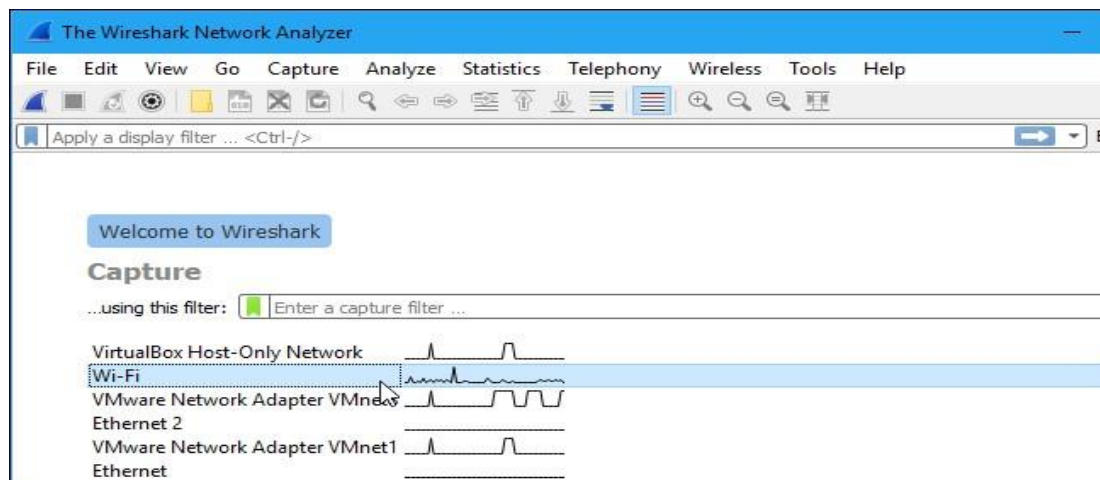 The Wireshark Network Analyzer
File Edit View Go Capture Analyze Statistics Telephony Wireless Tools Help
Apply a display filter ... <Ctrl-/>
Welcome to Wireshark
Capture
...using this filter: Enter a capture filter ...
VirtualBox Host-Only Network
Wi-Fi
VMware Network Adapter
Ethernet 2
VMware Network Adapter VMnet1
Ethernet